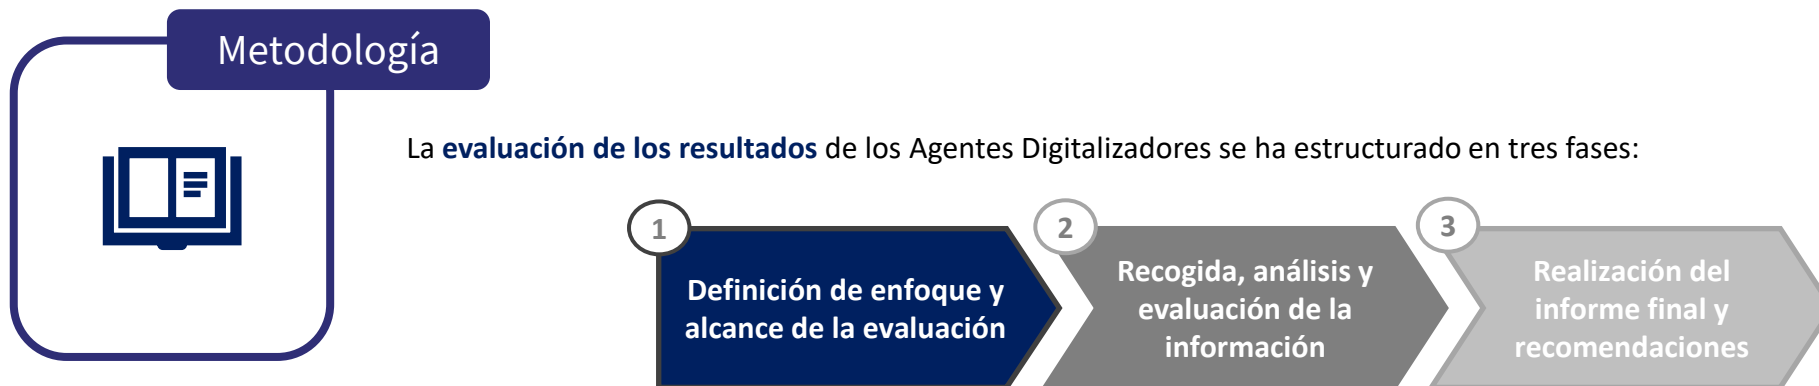 Metodología
La evaluación de los resultados de los Agentes Digitalizadores se ha estructurado en tres fases:
1
Definición de enfoque y
alcance de la evaluación
2
Recogida, análisis y
evaluación de la
información
3
Realización del
informe final y
recomendaciones